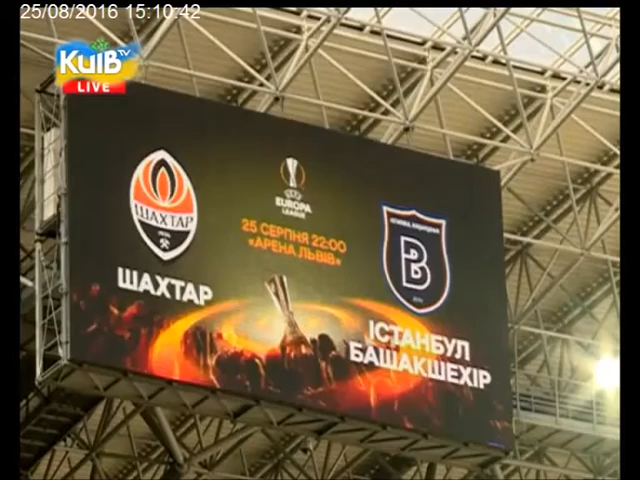 25/08/2016 15:10:42
КиЇВ TV
LIVE
UEFA
EUROPA
LEAGUE
25 СЕРПНЯ 22:00
«АРЕНА ЛЬВІВ»
ШАХТАР
ШАХТАР
ІСТАНБУЛ
БАШАКШЕХІР